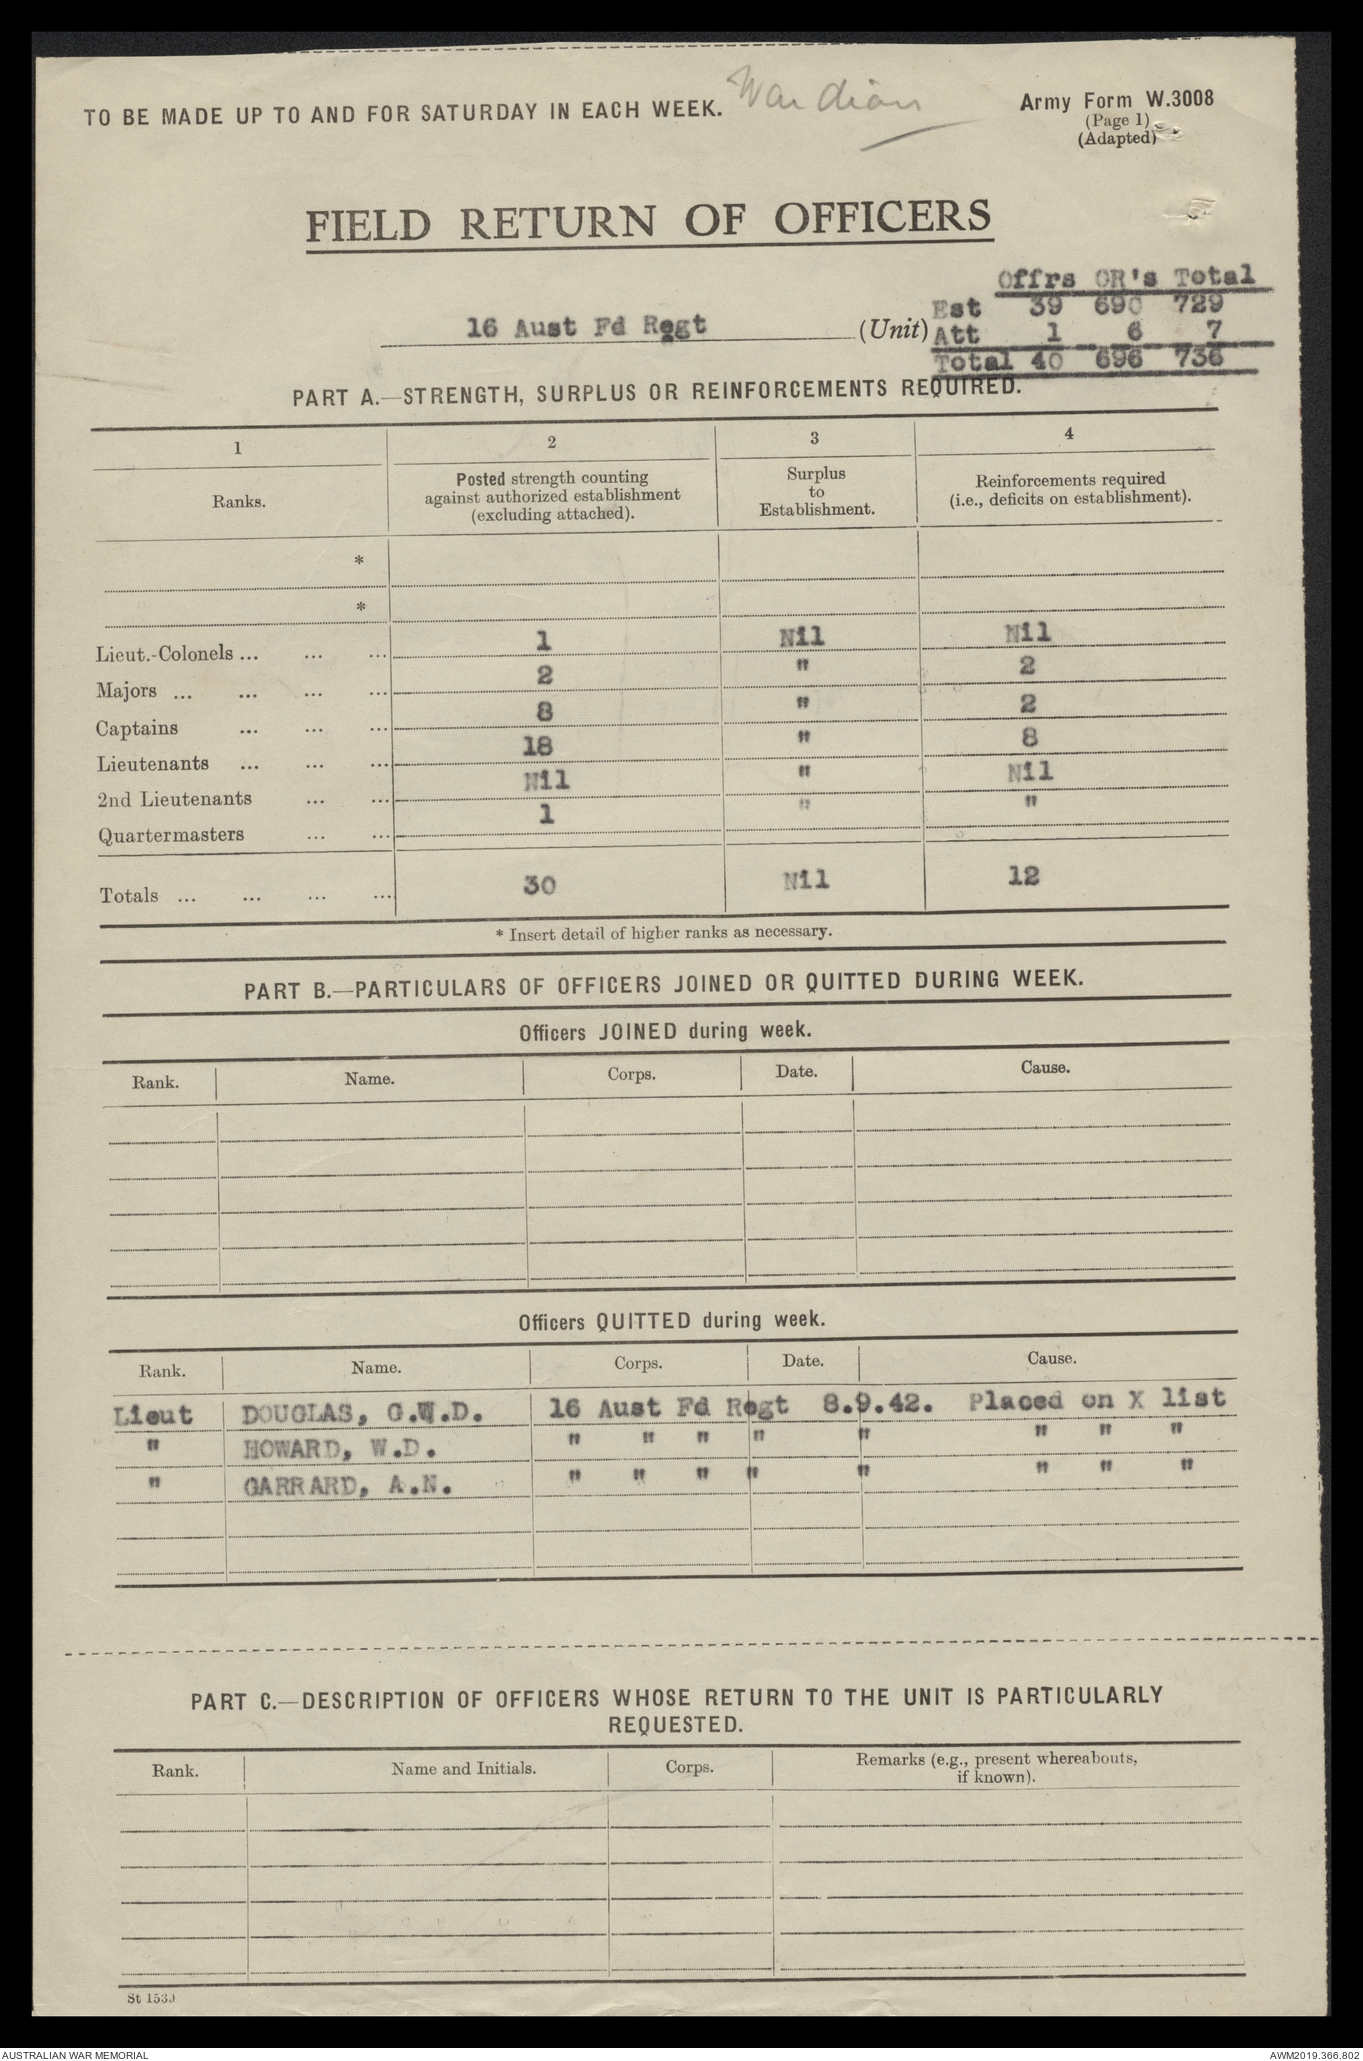 TO BE MADE UP TO AND FOR SATURDAY IN EACH WEEK.
War diary
Army Form W.3008
(Page 1)
(Adapted)
FIELD RETURN OF OFFICERS
Offrs OR's Total
Est 39 690 729
16 Aust Fd Regt (Unit) Att 1 6 7
Total 40 696 736
PART A.—STRENGTH, SURPLUS OR REINFORCEMENTS REQUIRED.
1 2 3 4
Ranks. Posted strength counting against authorized establishment (excluding attached). Surplus to Establishment. Reinforcements required (i.e., deficits on establishment).
*
*
Lieut.-Colonels ... ... ... 1 Nil Nil
Majors ... ... ... ... 2 " 2
Captains ... ... ... 8 " 2
Lieutenants ... ... ... 18 " 8
2nd Lieutenants ... ... Nil " Nil
Quartermasters ... ... 1 " "
Totals ... ... ... ... 30 Nil 12
* Insert detail of higher ranks as necessary.
PART B.—PARTICULARS OF OFFICERS JOINED OR QUITTED DURING WEEK.
Officers JOINED during week.
Rank. Name. Corps. Date. Cause.
Officers QUITTED during week.
Rank. Name. Corps. Date. Cause.
Lieut DOUGLAS, G.W.D. 16 Aust Fd Regt 8.9.42. Placed on X list
" HOWARD, W.D. " " " " " " " "
" GARRARD, A.N. " " " " " " " "
PART C.—DESCRIPTION OF OFFICERS WHOSE RETURN TO THE UNIT IS PARTICULARLY
REQUESTED.
Rank. Name and Initials. Corps. Remarks (e.g., present whereabouts, if known).
St 1530
AUSTRALIAN WAR MEMORIAL AWM2019.366.802